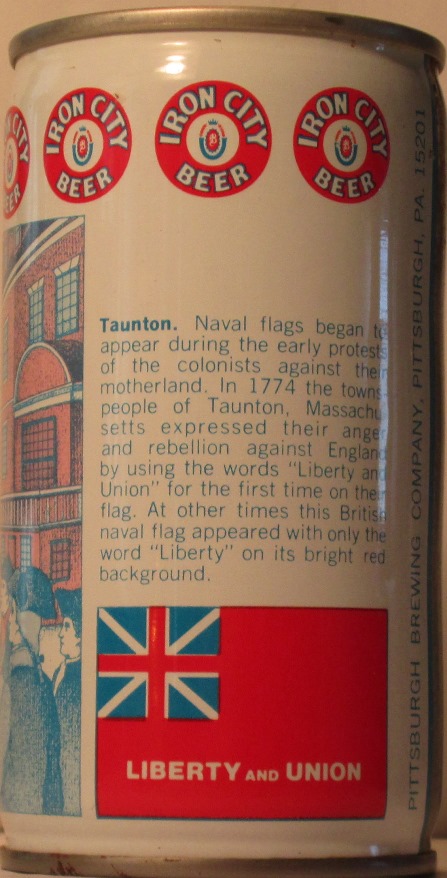 IRON CITY BEER
IRON CITY BEER
IRON CITY BEER
Taunton. Naval flags began to
appear during the early protests
of the colonists against their
motherland. In 1774 the towns-
people of Taunton, Massachu-
setts expressed their anger
and rebellion against England
by using the words "Liberty and
Union" for the first time on their
flag. At other times this British
naval flag appeared with only the
word "Liberty" on its bright red
background.
LIBERTY AND UNION
PITTSBURGH BREWING COMPANY, PITTSBURGH, PA. 15201